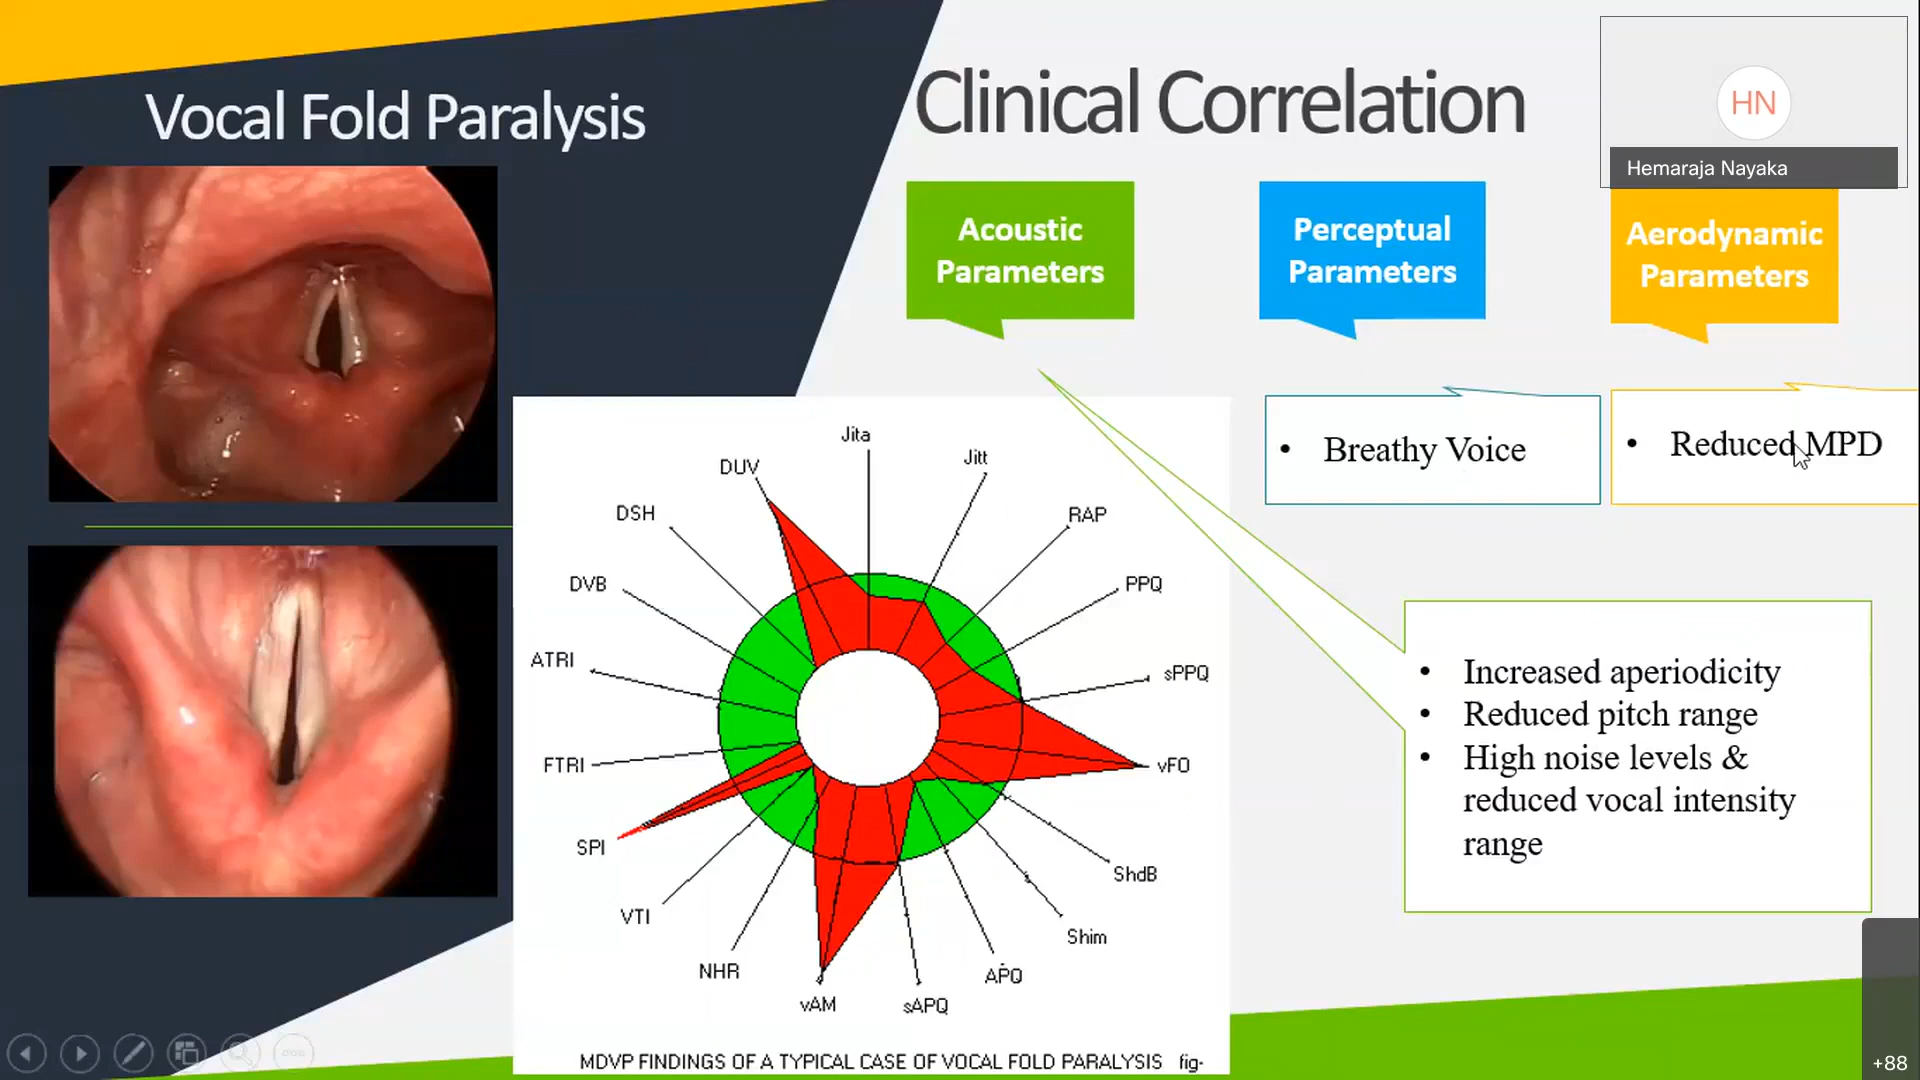 Vocal Fold Paralysis
Clinical Correlation
HN
Hemaraja Nayaka
Acoustic
Parameters
Perceptual
Parameters
Aerodynamic
Parameters
• Breathy Voice
• Reduced MPD
Jita
Jitt
RAP
PPQ
sPPQ
vF0
ShdB
Shim
APQ
sAPQ
vAM
NHR
VTI
SPI
FTRI
ATRI
DVB
DSH
DUV
MDVP FINDINGS OF A TYPICAL CASE OF VOCAL FOLD PARALYSIS fig-
• Increased aperiodicity
• Reduced pitch range
• High noise levels &
reduced vocal intensity
range
+88